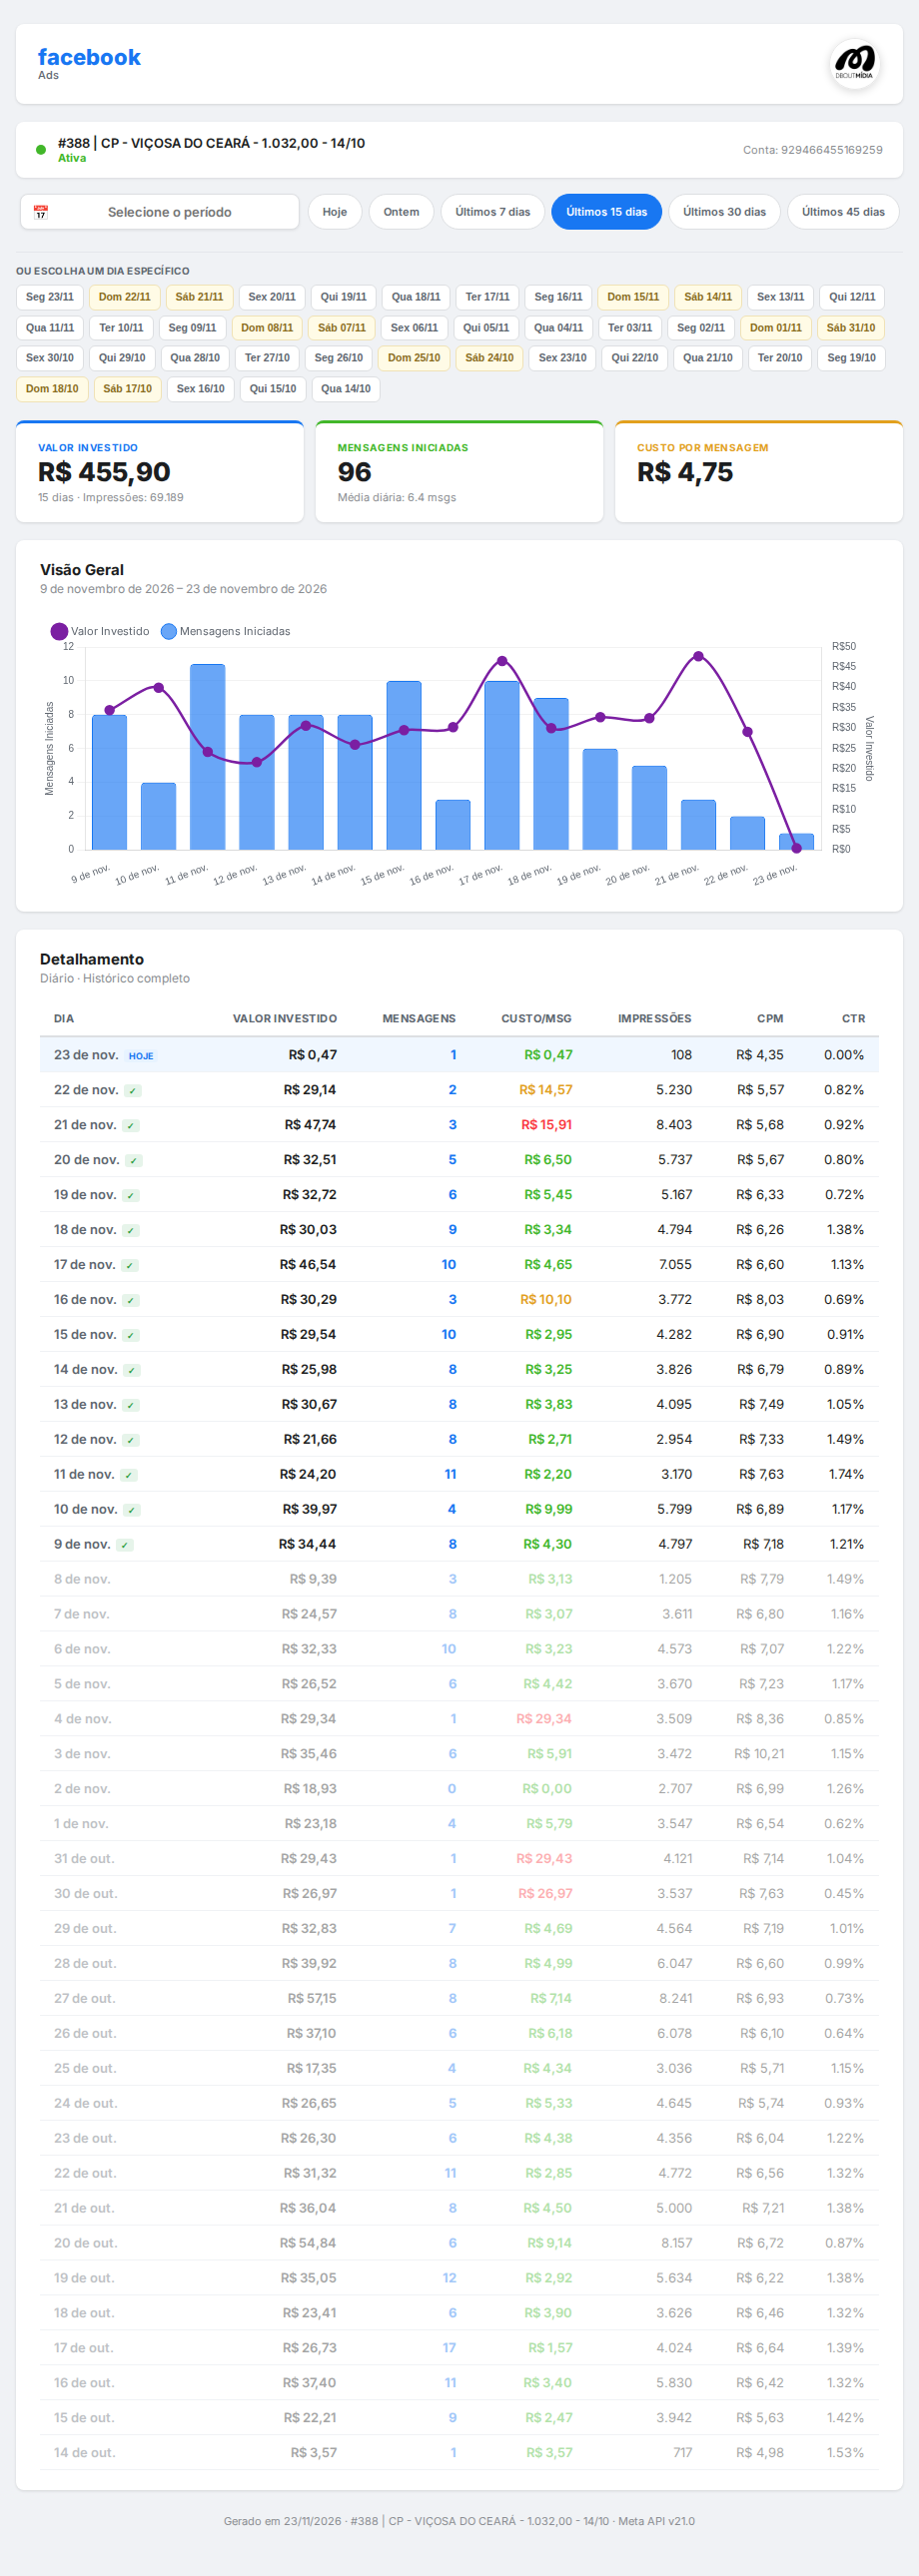 facebook
Ads
DBOUTMÍDIA
#388 | CP - VIÇOSA DO CEARÁ - 1.032,00 - 14/10
Ativa
Conta: 929466455169259
📅 Selecione o período Hoje Ontem Últimos 7 dias Últimos 15 dias Últimos 30 dias Últimos 45 dias
OU ESCOLHA UM DIA ESPECÍFICO
Seg 23/11 Dom 22/11 Sáb 21/11 Sex 20/11 Qui 19/11 Qua 18/11 Ter 17/11 Seg 16/11 Dom 15/11 Sáb 14/11 Sex 13/11 Qui 12/11
Qua 11/11 Ter 10/11 Seg 09/11 Dom 08/11 Sáb 07/11 Sex 06/11 Qui 05/11 Qua 04/11 Ter 03/11 Seg 02/11 Dom 01/11 Sáb 31/10
Sex 30/10 Qui 29/10 Qua 28/10 Ter 27/10 Seg 26/10 Dom 25/10 Sáb 24/10 Sex 23/10 Qui 22/10 Qua 21/10 Ter 20/10 Seg 19/10
Dom 18/10 Sáb 17/10 Sex 16/10 Qui 15/10 Qua 14/10
VALOR INVESTIDO
R$ 455,90
15 dias · Impressões: 69.189
MENSAGENS INICIADAS
96
Média diária: 6.4 msgs
CUSTO POR MENSAGEM
R$ 4,75
Visão Geral
9 de novembro de 2026 – 23 de novembro de 2026
Valor Investido Mensagens Iniciadas
Mensagens Iniciadas
12
10
8
6
4
2
0
R$50
R$45
R$40
R$35
R$30
R$25
R$20
R$15
R$10
R$5
R$0
Valor Investido
9 de nov. 10 de nov. 11 de nov. 12 de nov. 13 de nov. 14 de nov. 15 de nov. 16 de nov. 17 de nov. 18 de nov. 19 de nov. 20 de nov. 21 de nov. 22 de nov. 23 de nov.
Detalhamento
Diário · Histórico completo
DIA VALOR INVESTIDO MENSAGENS CUSTO/MSG IMPRESSÕES CPM CTR
23 de nov. HOJE R$ 0,47 1 R$ 0,47 108 R$ 4,35 0.00%
22 de nov. ✓ R$ 29,14 2 R$ 14,57 5.230 R$ 5,57 0.82%
21 de nov. ✓ R$ 47,74 3 R$ 15,91 8.403 R$ 5,68 0.92%
20 de nov. ✓ R$ 32,51 5 R$ 6,50 5.737 R$ 5,67 0.80%
19 de nov. ✓ R$ 32,72 6 R$ 5,45 5.167 R$ 6,33 0.72%
18 de nov. ✓ R$ 30,03 9 R$ 3,34 4.794 R$ 6,26 1.38%
17 de nov. ✓ R$ 46,54 10 R$ 4,65 7.055 R$ 6,60 1.13%
16 de nov. ✓ R$ 30,29 3 R$ 10,10 3.772 R$ 8,03 0.69%
15 de nov. ✓ R$ 29,54 10 R$ 2,95 4.282 R$ 6,90 0.91%
14 de nov. ✓ R$ 25,98 8 R$ 3,25 3.826 R$ 6,79 0.89%
13 de nov. ✓ R$ 30,67 8 R$ 3,83 4.095 R$ 7,49 1.05%
12 de nov. ✓ R$ 21,66 8 R$ 2,71 2.954 R$ 7,33 1.49%
11 de nov. ✓ R$ 24,20 11 R$ 2,20 3.170 R$ 7,63 1.74%
10 de nov. ✓ R$ 39,97 4 R$ 9,99 5.799 R$ 6,89 1.17%
9 de nov. ✓ R$ 34,44 8 R$ 4,30 4.797 R$ 7,18 1.21%
8 de nov. R$ 9,39 3 R$ 3,13 1.205 R$ 7,79 1.49%
7 de nov. R$ 24,57 8 R$ 3,07 3.611 R$ 6,80 1.16%
6 de nov. R$ 32,33 10 R$ 3,23 4.573 R$ 7,07 1.22%
5 de nov. R$ 26,52 6 R$ 4,42 3.670 R$ 7,23 1.17%
4 de nov. R$ 29,34 1 R$ 29,34 3.509 R$ 8,36 0.85%
3 de nov. R$ 35,46 6 R$ 5,91 3.472 R$ 10,21 1.15%
2 de nov. R$ 18,93 0 R$ 0,00 2.707 R$ 6,99 1.26%
1 de nov. R$ 23,18 4 R$ 5,79 3.547 R$ 6,54 0.62%
31 de out. R$ 29,43 1 R$ 29,43 4.121 R$ 7,14 1.04%
30 de out. R$ 26,97 1 R$ 26,97 3.537 R$ 7,63 0.45%
29 de out. R$ 32,83 7 R$ 4,69 4.564 R$ 7,19 1.01%
28 de out. R$ 39,92 8 R$ 4,99 6.047 R$ 6,60 0.99%
27 de out. R$ 57,15 8 R$ 7,14 8.241 R$ 6,93 0.73%
26 de out. R$ 37,10 6 R$ 6,18 6.078 R$ 6,10 0.64%
25 de out. R$ 17,35 4 R$ 4,34 3.036 R$ 5,71 1.15%
24 de out. R$ 26,65 5 R$ 5,33 4.645 R$ 5,74 0.93%
23 de out. R$ 26,30 6 R$ 4,38 4.356 R$ 6,04 1.22%
22 de out. R$ 31,32 11 R$ 2,85 4.772 R$ 6,56 1.32%
21 de out. R$ 36,04 8 R$ 4,50 5.000 R$ 7,21 1.38%
20 de out. R$ 54,84 6 R$ 9,14 8.157 R$ 6,72 0.87%
19 de out. R$ 35,05 12 R$ 2,92 5.634 R$ 6,22 1.38%
18 de out. R$ 23,41 6 R$ 3,90 3.626 R$ 6,46 1.32%
17 de out. R$ 26,73 17 R$ 1,57 4.024 R$ 6,64 1.39%
16 de out. R$ 37,40 11 R$ 3,40 5.830 R$ 6,42 1.32%
15 de out. R$ 22,21 9 R$ 2,47 3.942 R$ 5,63 1.42%
14 de out. R$ 3,57 1 R$ 3,57 717 R$ 4,98 1.53%
Gerado em 23/11/2026 · #388 | CP - VIÇOSA DO CEARÁ - 1.032,00 - 14/10 · Meta API v21.0